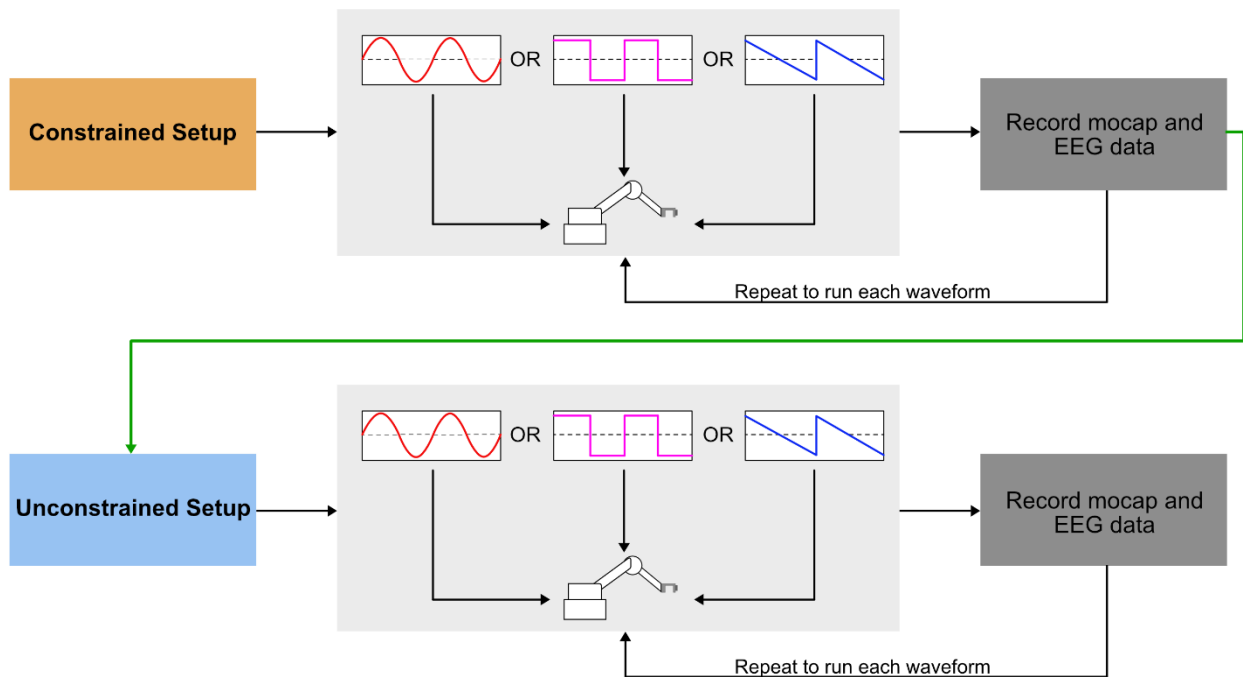 OR
OR
Constrained Setup
Record mocap and
EEG data
Repeat to run each waveform
OR
OR
Unconstrained Setup
Record mocap and
EEG data
Repeat to run each waveform